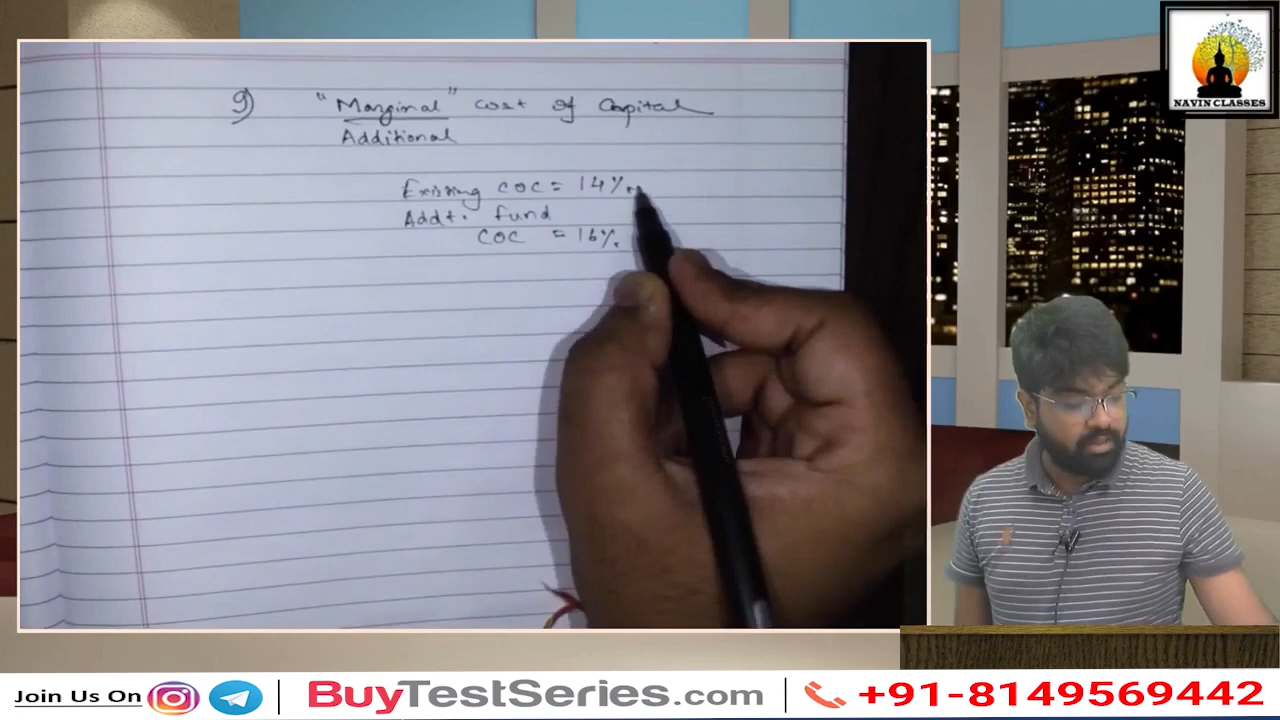 9) "Marginal" cost of Capital
Additional
Existing COC = 14%
Addt. fund
COC = 16%.
NAVIN CLASSES
Join Us On
BuyTestSeries.com
+91-8149569442